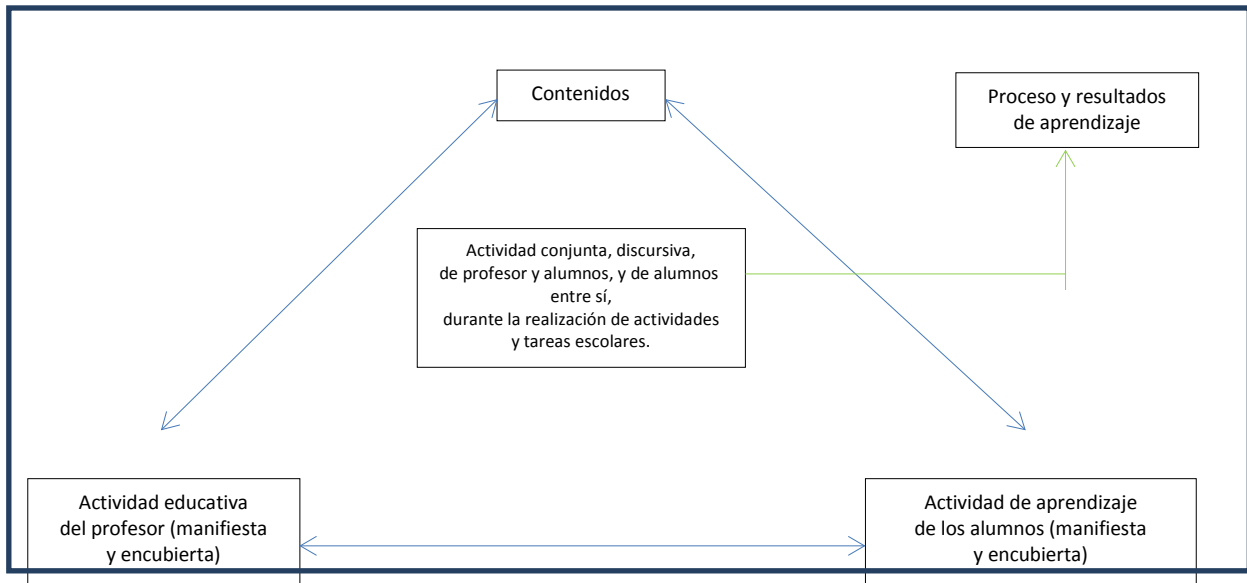 Contenidos
Proceso y resultados
de aprendizaje
Actividad conjunta, discursiva,
de profesor y alumnos, y de alumnos
entre sí,
durante la realización de actividades
y tareas escolares.
Actividad educativa
del profesor (manifiesta
y encubierta)
Actividad de aprendizaje
de los alumnos (manifiesta
y encubierta)